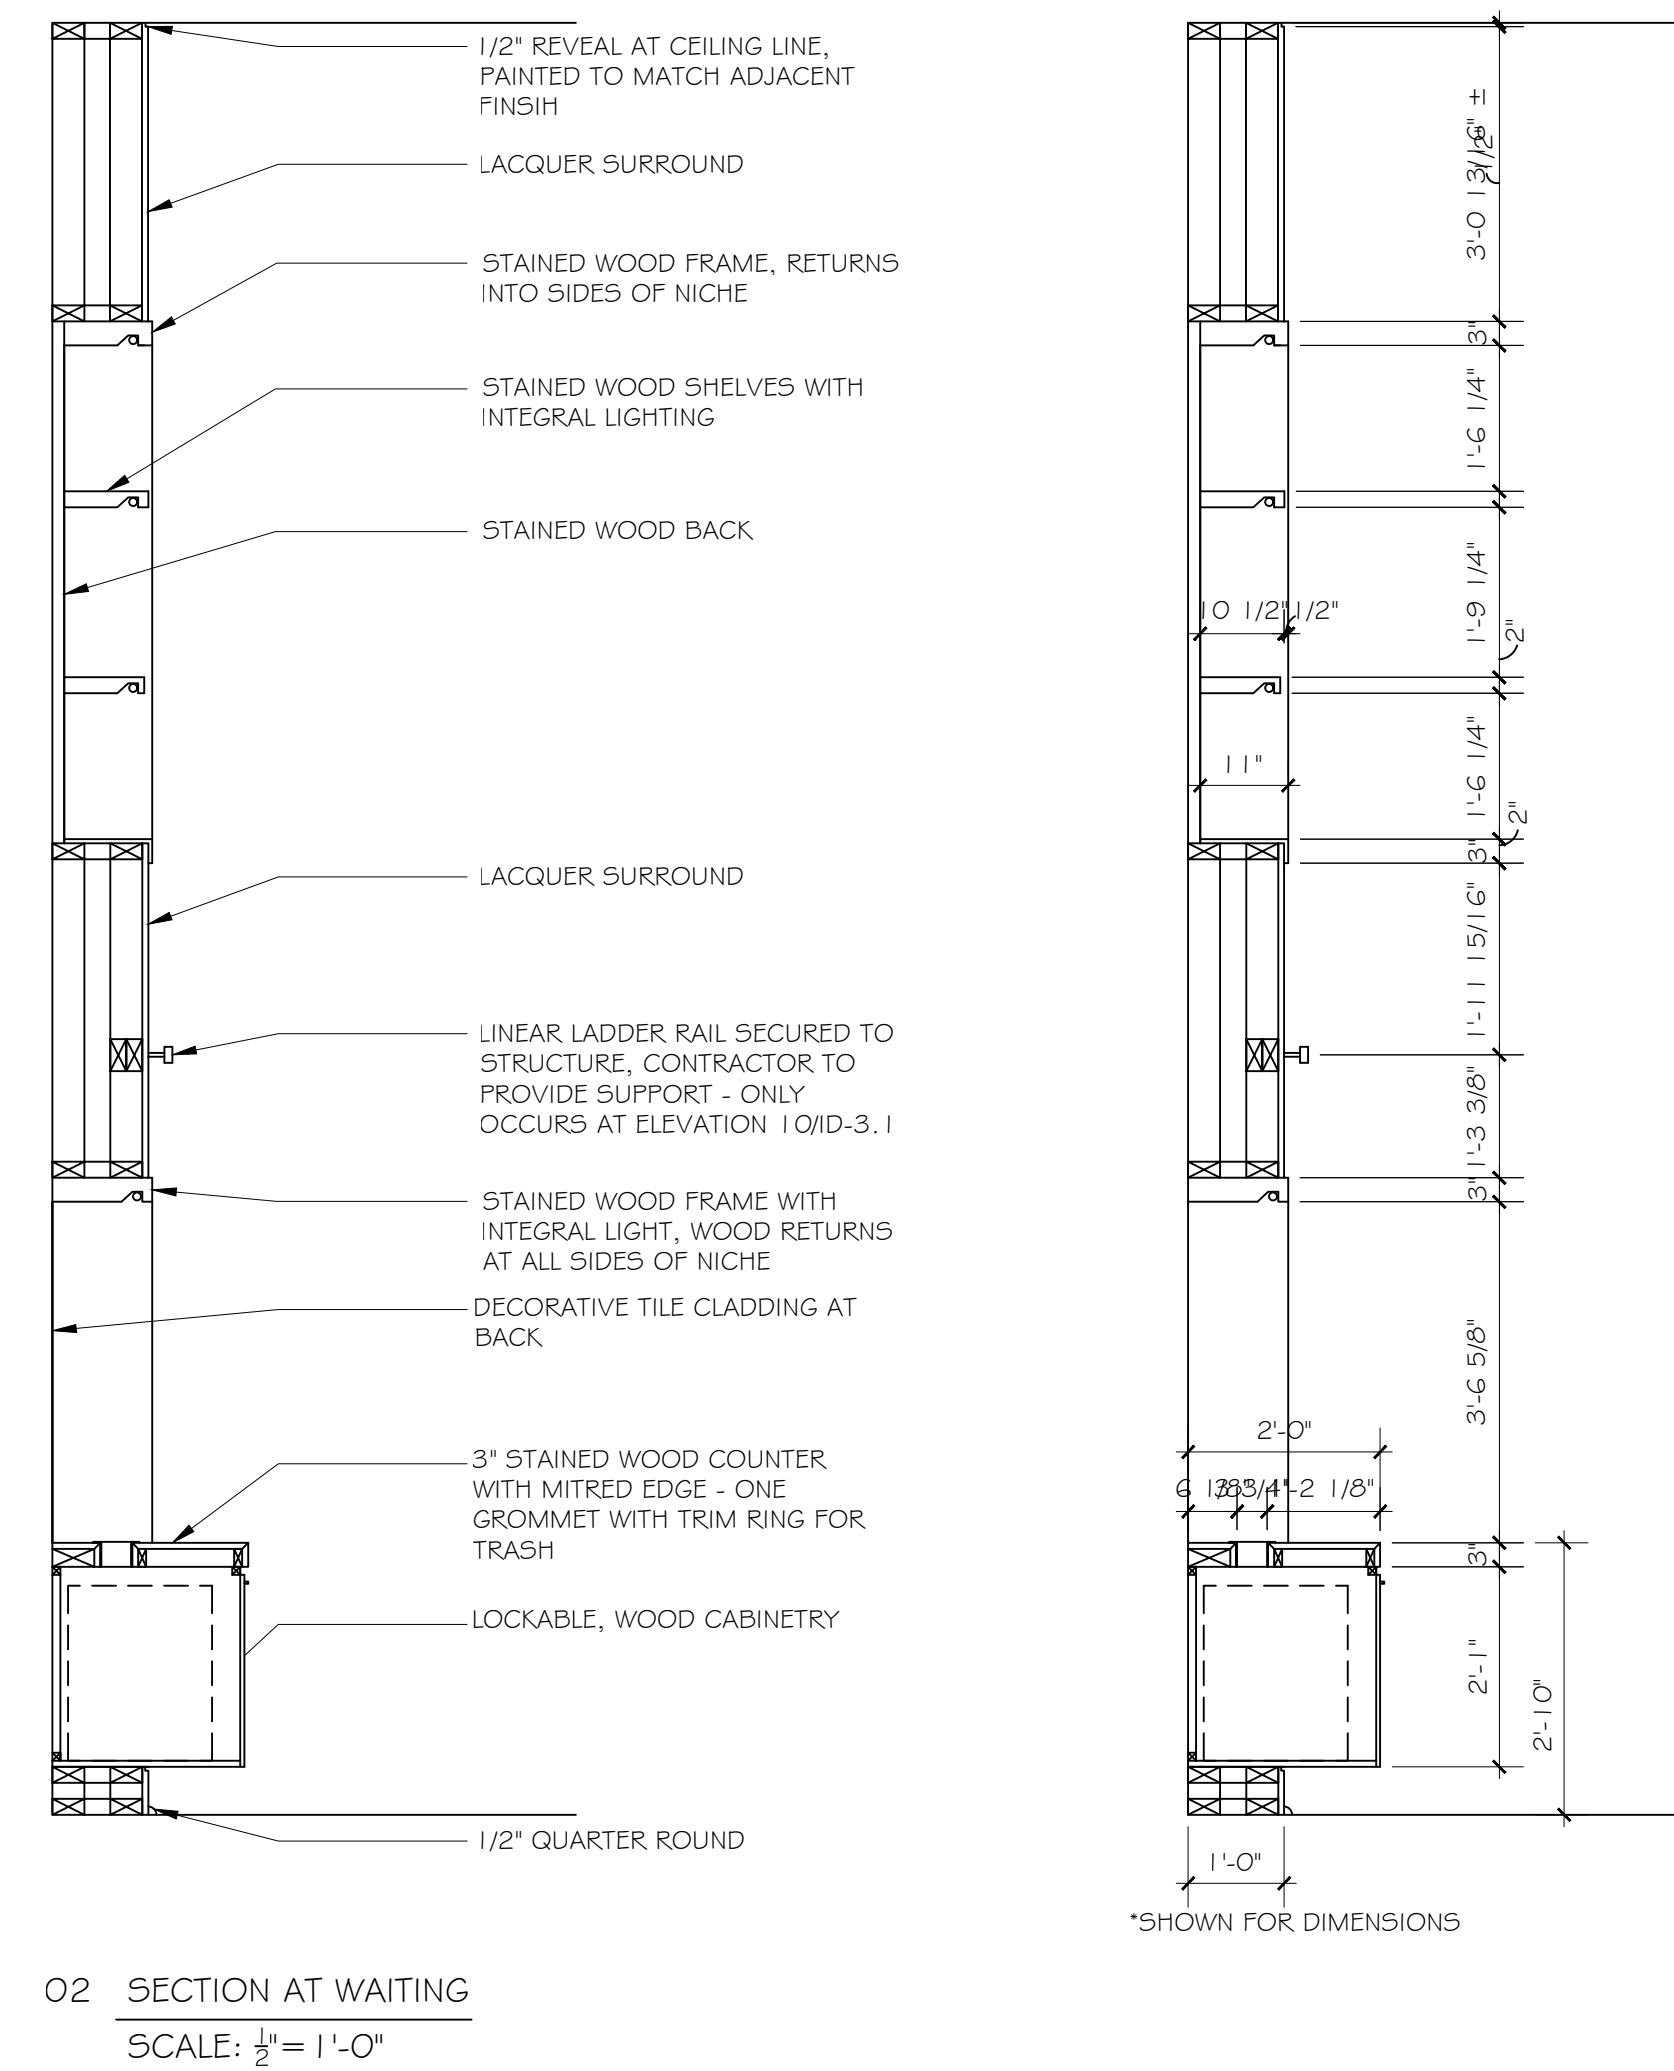 1/2" REVEAL AT CEILING LINE,
PAINTED TO MATCH ADJACENT
FINSIH
LACQUER SURROUND
STAINED WOOD FRAME, RETURNS
INTO SIDES OF NICHE
STAINED WOOD SHELVES WITH
INTEGRAL LIGHTING
STAINED WOOD BACK
LACQUER SURROUND
LINEAR LADDER RAIL SECURED TO
STRUCTURE, CONTRACTOR TO
PROVIDE SUPPORT - ONLY
OCCURS AT ELEVATION 10/ID-3.1
STAINED WOOD FRAME WITH
INTEGRAL LIGHT, WOOD RETURNS
AT ALL SIDES OF NICHE
DECORATIVE TILE CLADDING AT
BACK
3" STAINED WOOD COUNTER
WITH MITRED EDGE - ONE
GROMMET WITH TRIM RING FOR
TRASH
LOCKABLE, WOOD CABINETRY
1/2" QUARTER ROUND
3'-0 13/16" ±
1/2"
3"
1'-6 1/4"
1'-9 1/4"
2"
10 1/2"
1/2"
1'-6 1/4"
11"
2"
3"
1'-11 15/16"
1'-3 3/8"
3"
3'-6 5/8"
2'-0"
3"
2'-1"
2'-10"
1'-0"
*SHOWN FOR DIMENSIONS
02 SECTION AT WAITING
SCALE: 1/2"= 1'-0"